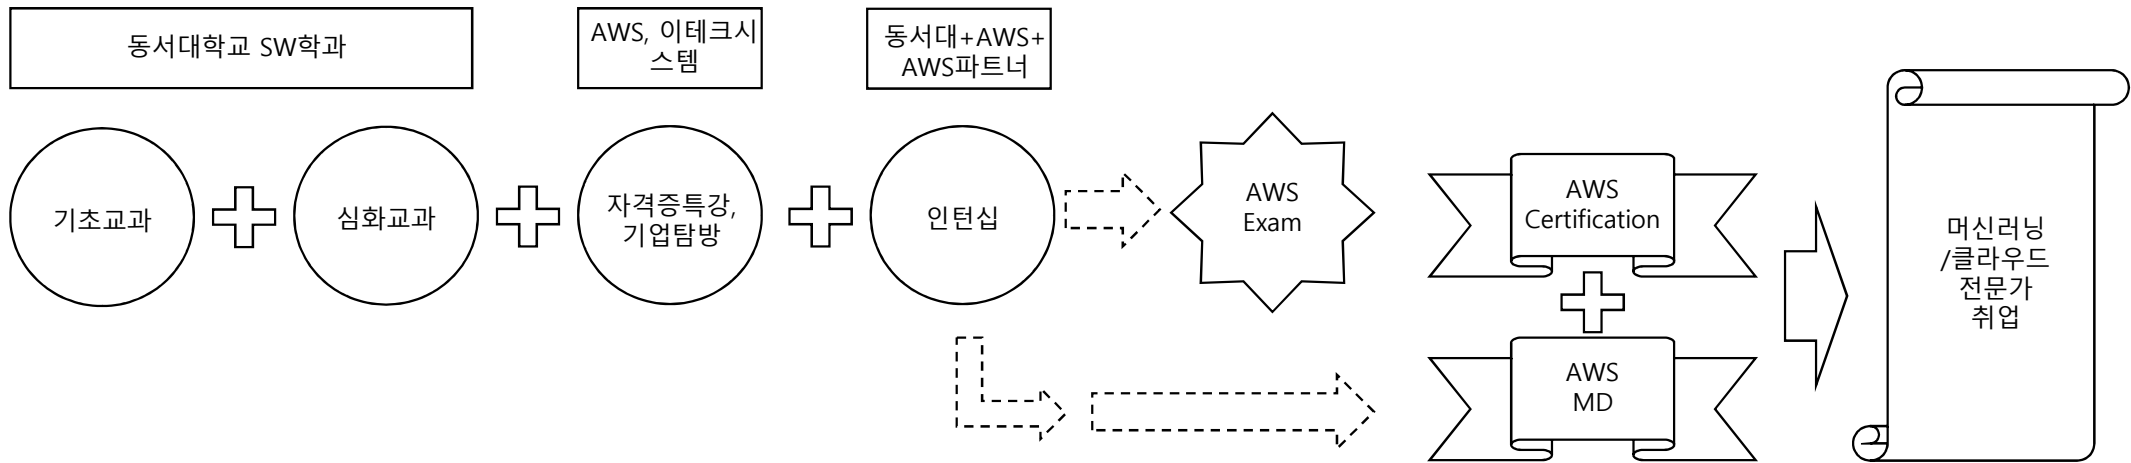 동서대학교 SW학과
AWS, 이테크시
스템
동서대+AWS+
AWS파트너
기초교과
심화교과
자격증특강,
기업탐방
인턴십
AWS
Exam
AWS
Certification
AWS
MD
머신러닝
/클라우드
전문가
취업